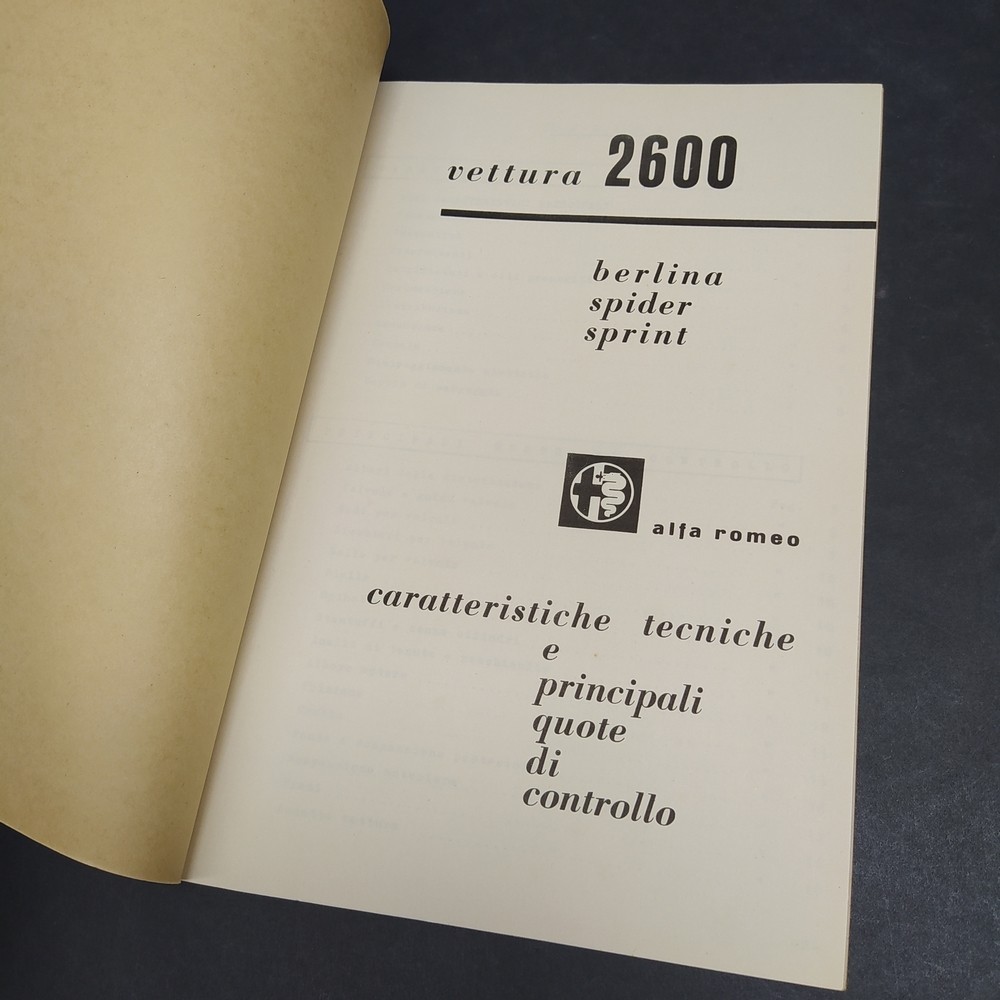 vettura 2600
berlina
spider
sprint
alfa romeo
caratteristiche tecniche
e
principali
quote
di
controllo